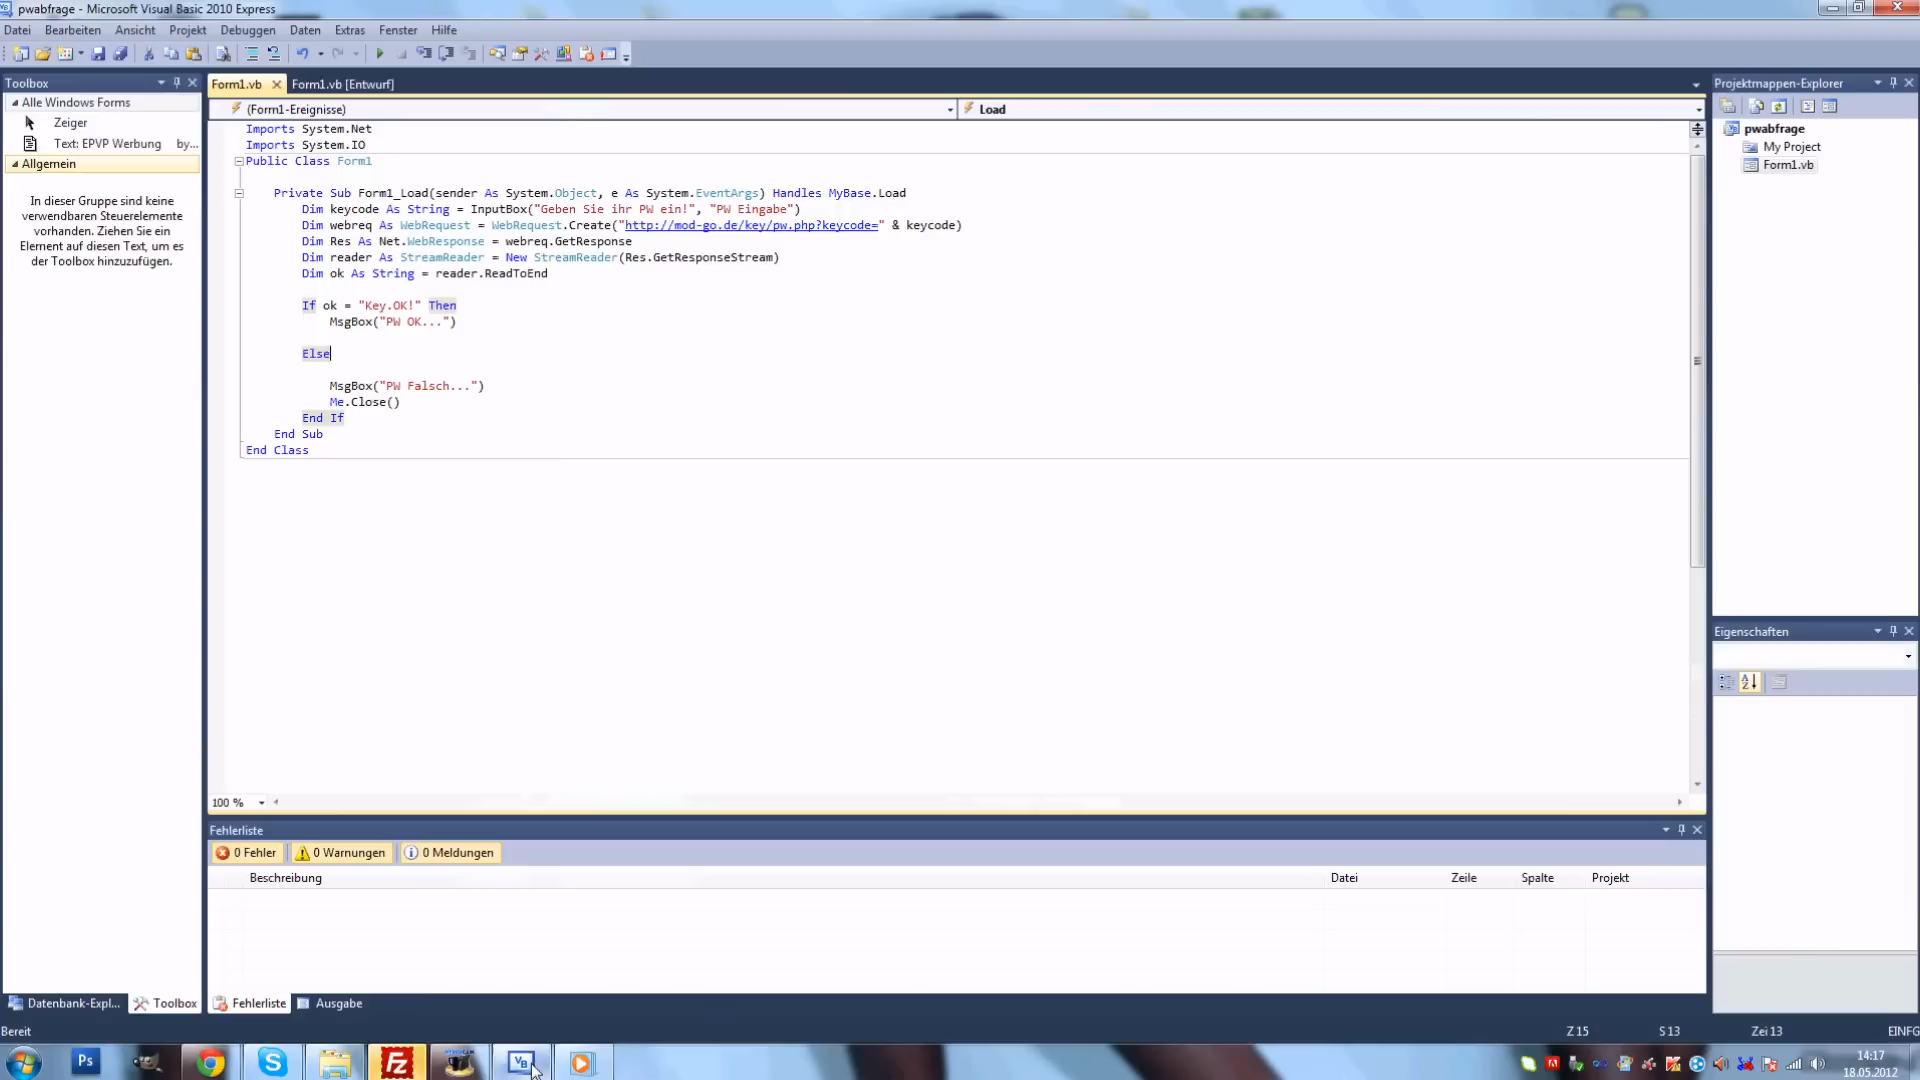 pwabfrage - Microsoft Visual Basic 2010 Express
Datei Bearbeiten Ansicht Projekt Debuggen Daten Extras Fenster Hilfe
Toolbox
Alle Windows Forms
Zeiger
Text: EPVP Werbung by...
Allgemein
In dieser Gruppe sind keine
verwendbaren Steuerelemente
vorhanden. Ziehen Sie ein
Element auf diesen Text, um es
der Toolbox hinzuzufügen.
Datenbank-Expl... Toolbox
Form1.vb Form1.vb [Entwurf]
(Form1-Ereignisse) Load
Imports System.Net
Imports System.IO
Public Class Form1
Private Sub Form1_Load(sender As System.Object, e As System.EventArgs) Handles MyBase.Load
Dim keycode As String = InputBox("Geben Sie ihr PW ein!", "PW Eingabe")
Dim webreq As WebRequest = WebRequest.Create("http://mod-go.de/key/pw.php?keycode=" & keycode)
Dim Res As Net.WebResponse = webreq.GetResponse
Dim reader As StreamReader = New StreamReader(Res.GetResponseStream)
Dim ok As String = reader.ReadToEnd
If ok = "Key.OK!" Then
MsgBox("PW OK...")
Else
MsgBox("PW Falsch...")
Me.Close()
End If
End Sub
End Class
100 %
Fehlerliste
0 Fehler 0 Warnungen 0 Meldungen
Beschreibung Datei Zeile Spalte Projekt
Fehlerliste Ausgabe
Projektmappen-Explorer
pwabfrage
My Project
Form1.vb
Eigenschaften
Bereit Z 15 S 13 Zei 13 EINFG
Ps
Fz
VB
14:17
18.05.2012